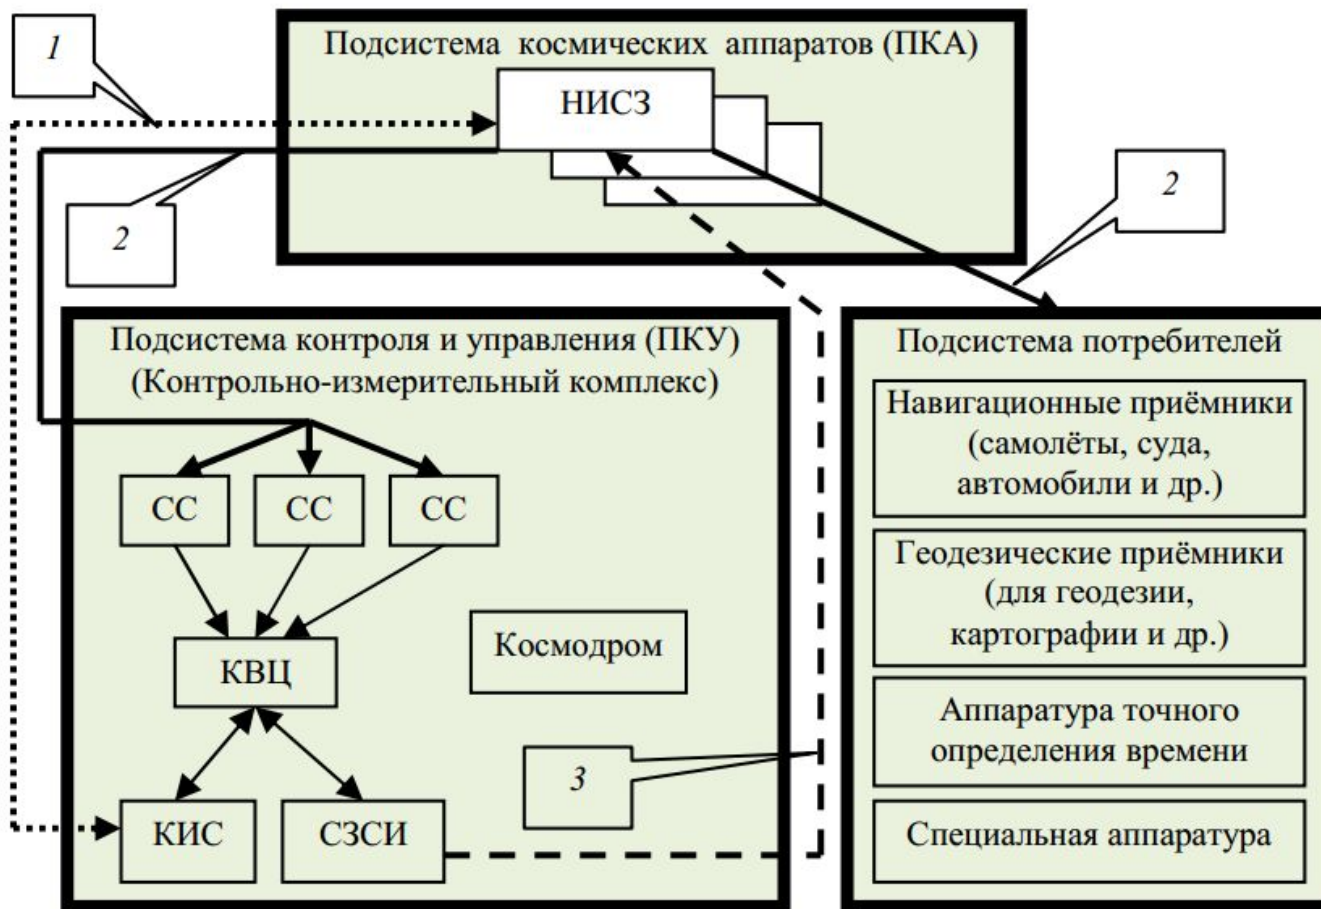 1
Подсистема космических аппаратов (ПКА)
НИСЗ
2
2
Подсистема контроля и управления (ПКУ)
(Контрольно-измерительный комплекс)
СС
СС
СС
КВЦ
Космодром
КИС
СЗСИ
3
Подсистема потребителей
Навигационные приёмники
(самолёты, суда,
автомобили и др.)
Геодезические приёмники
(для геодезии,
картографии и др.)
Аппаратура точного
определения времени
Специальная аппаратура